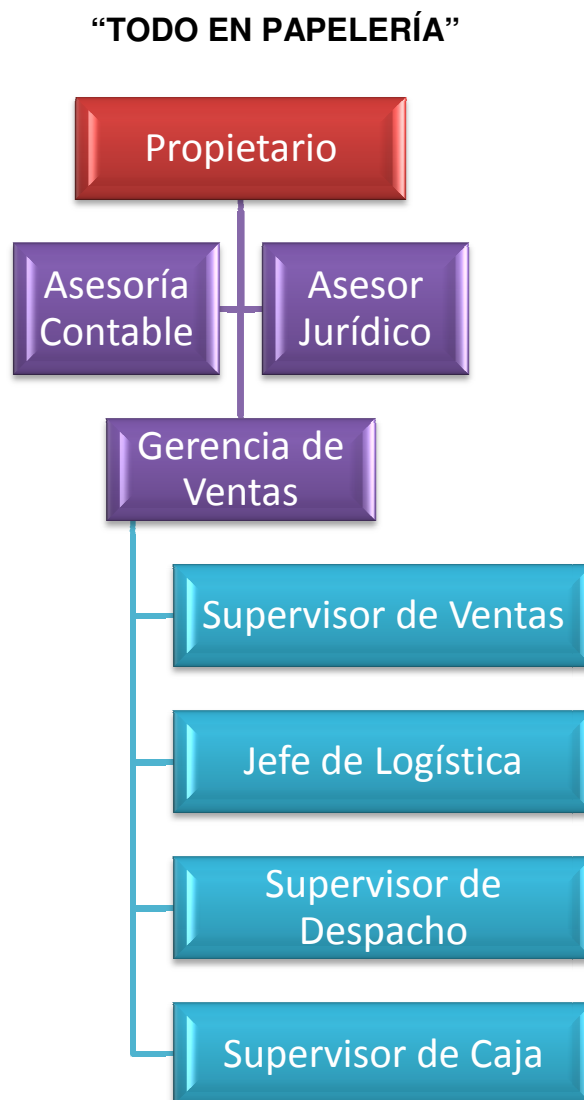 “TODO EN PAPELERÍA”
Propietario
Asesoría
Contable
Asesor
Jurídico
Gerencia de
Ventas
Supervisor de Ventas
Jefe de Logística
Supervisor de
Despacho
Supervisor de Caja